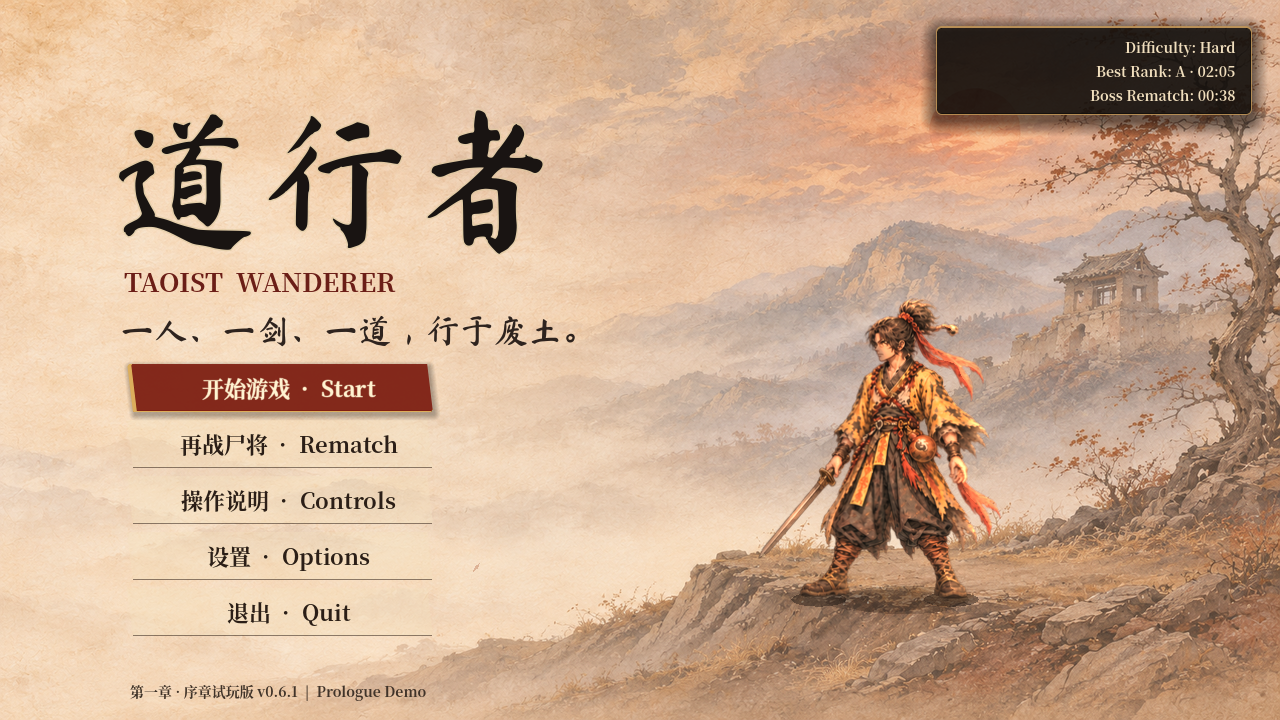 Difficulty: Hard
Best Rank: A · 02:05
Boss Rematch: 00:38
道行者
TAOIST WANDERER
一人、一剑、一道，行于废土。
开始游戏 · Start
再战尸将 · Rematch
操作说明 · Controls
设置 · Options
退出 · Quit
第一章 · 序章试玩版 v0.6.1 | Prologue Demo